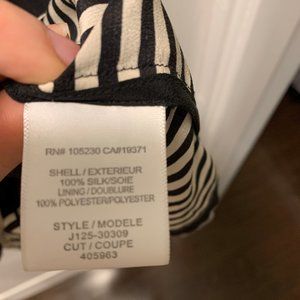 RN# 105230 CA#19371
SHELL / EXTERIEUR
100% SILK/SOIE
LINING / DOUBLURE
100% POLYESTER/POLYESTER
STYLE / MODELE
J125-30309
CUT / COUPE
405963